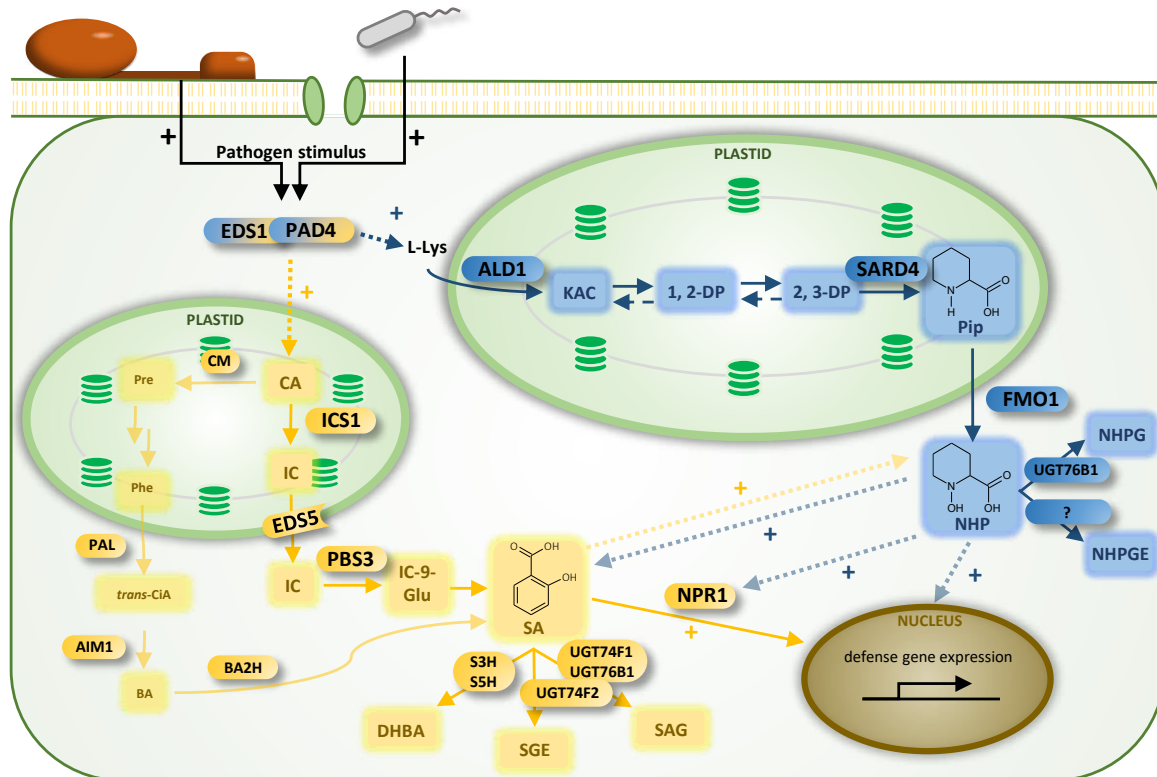 +
+
Pathogen stimulus
PLASTID
EDS1 PAD4
+
L-Lys
ALD1
SARD4
KAC
1, 2-DP
2, 3-DP
N
H
O
OH
Pip
+
PLASTID
CM
Pre
CA
ICS1
FMO1
NHPG
UGT76B1
?
NHPGE
N
OH
O
OH
NHP
IC
Phe
EDS5
+
+
PAL
PBS3
IC
IC-9-
Glu
O
OH
OH
SA
trans-CiA
NPR1
+
+
+
NUCLEUS
defense gene expression
AIM1
BA2H
BA
S3H
S5H
UGT74F1
UGT76B1
UGT74F2
DHBA
SGE
SAG